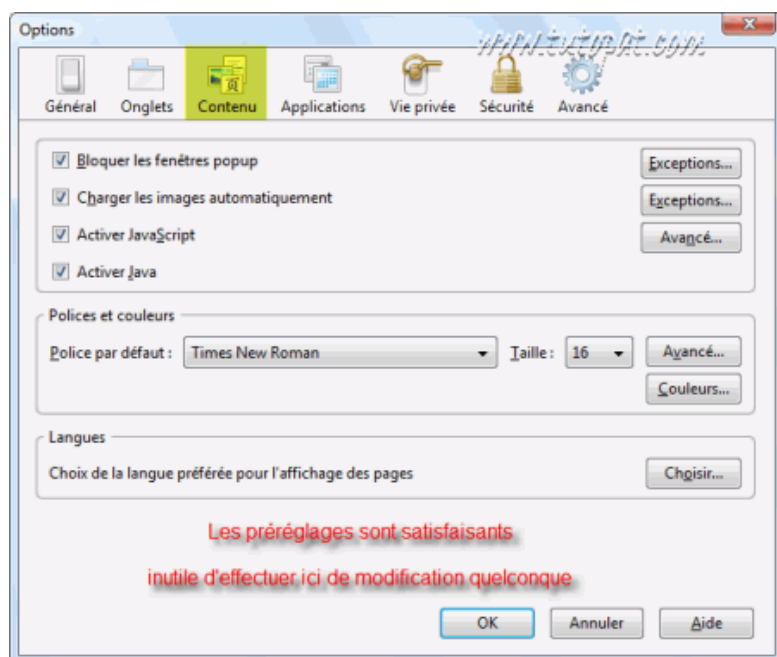 Options
www.tutopat.com
Général Onglets Contenu Applications Vie privée Sécurité Avancé
Bloquer les fenêtres popup Exceptions...
Charger les images automatiquement Exceptions...
Activer JavaScript Avancé...
Activer Java
Polices et couleurs
Police par défaut : Times New Roman Taille : 16 Avancé...
Couleurs...
Langues
Choix de la langue préférée pour l'affichage des pages Choisir...
Les préréglages sont satisfaisants
inutile d'effectuer ici de modification quelconque
OK Annuler Aide